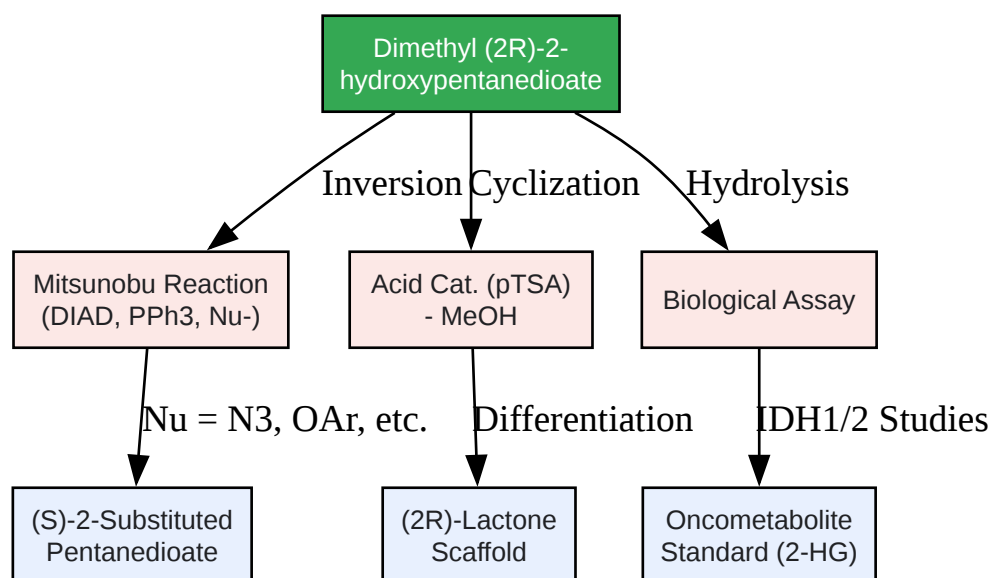 Dimethyl (2R)-2-
hydroxypentanedioate
Inversion
Cyclization
Hydrolysis
Mitsunobu Reaction
(DIAD, PPh3, Nu-)
Acid Cat. (pTSA)
- MeOH
Biological Assay
Nu = N3, OAr, etc.
Differentiation
IDH1/2 Studies
(S)-2-Substituted
Pentanedioate
(2R)-Lactone
Scaffold
Oncometabolite
Standard (2-HG)